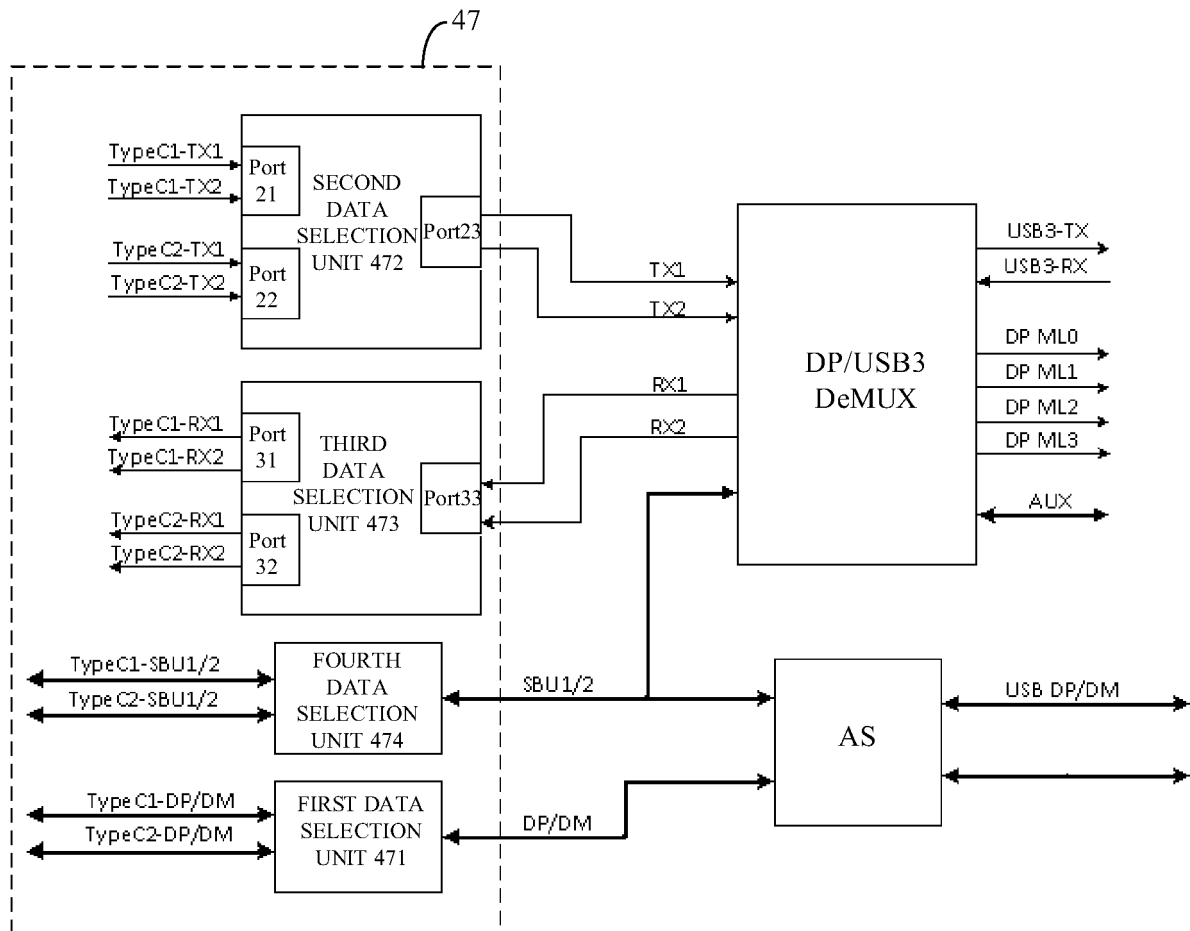 47
TypeC1-TX1
TypeC1-TX2
TypeC2-TX1
TypeC2-TX2
Port
21
Port
22
SECOND
DATA
SELECTION
UNIT 472
Port23
TX1
TX2
TypeC1-RX1
TypeC1-RX2
TypeC2-RX1
TypeC2-RX2
Port
31
Port
32
THIRD
DATA
SELECTION
UNIT 473
Port33
RX1
RX2
DP/USB3
DeMUX
USB3-TX
USB3-RX
DP ML0
DP ML1
DP ML2
DP ML3
AUX
TypeC1-SBU1/2
TypeC2-SBU1/2
FOURTH
DATA
SELECTION
UNIT 474
SBU1/2
AS
USB DP/DM
TypeC1-DP/DM
TypeC2-DP/DM
FIRST DATA
SELECTION
UNIT 471
DP/DM